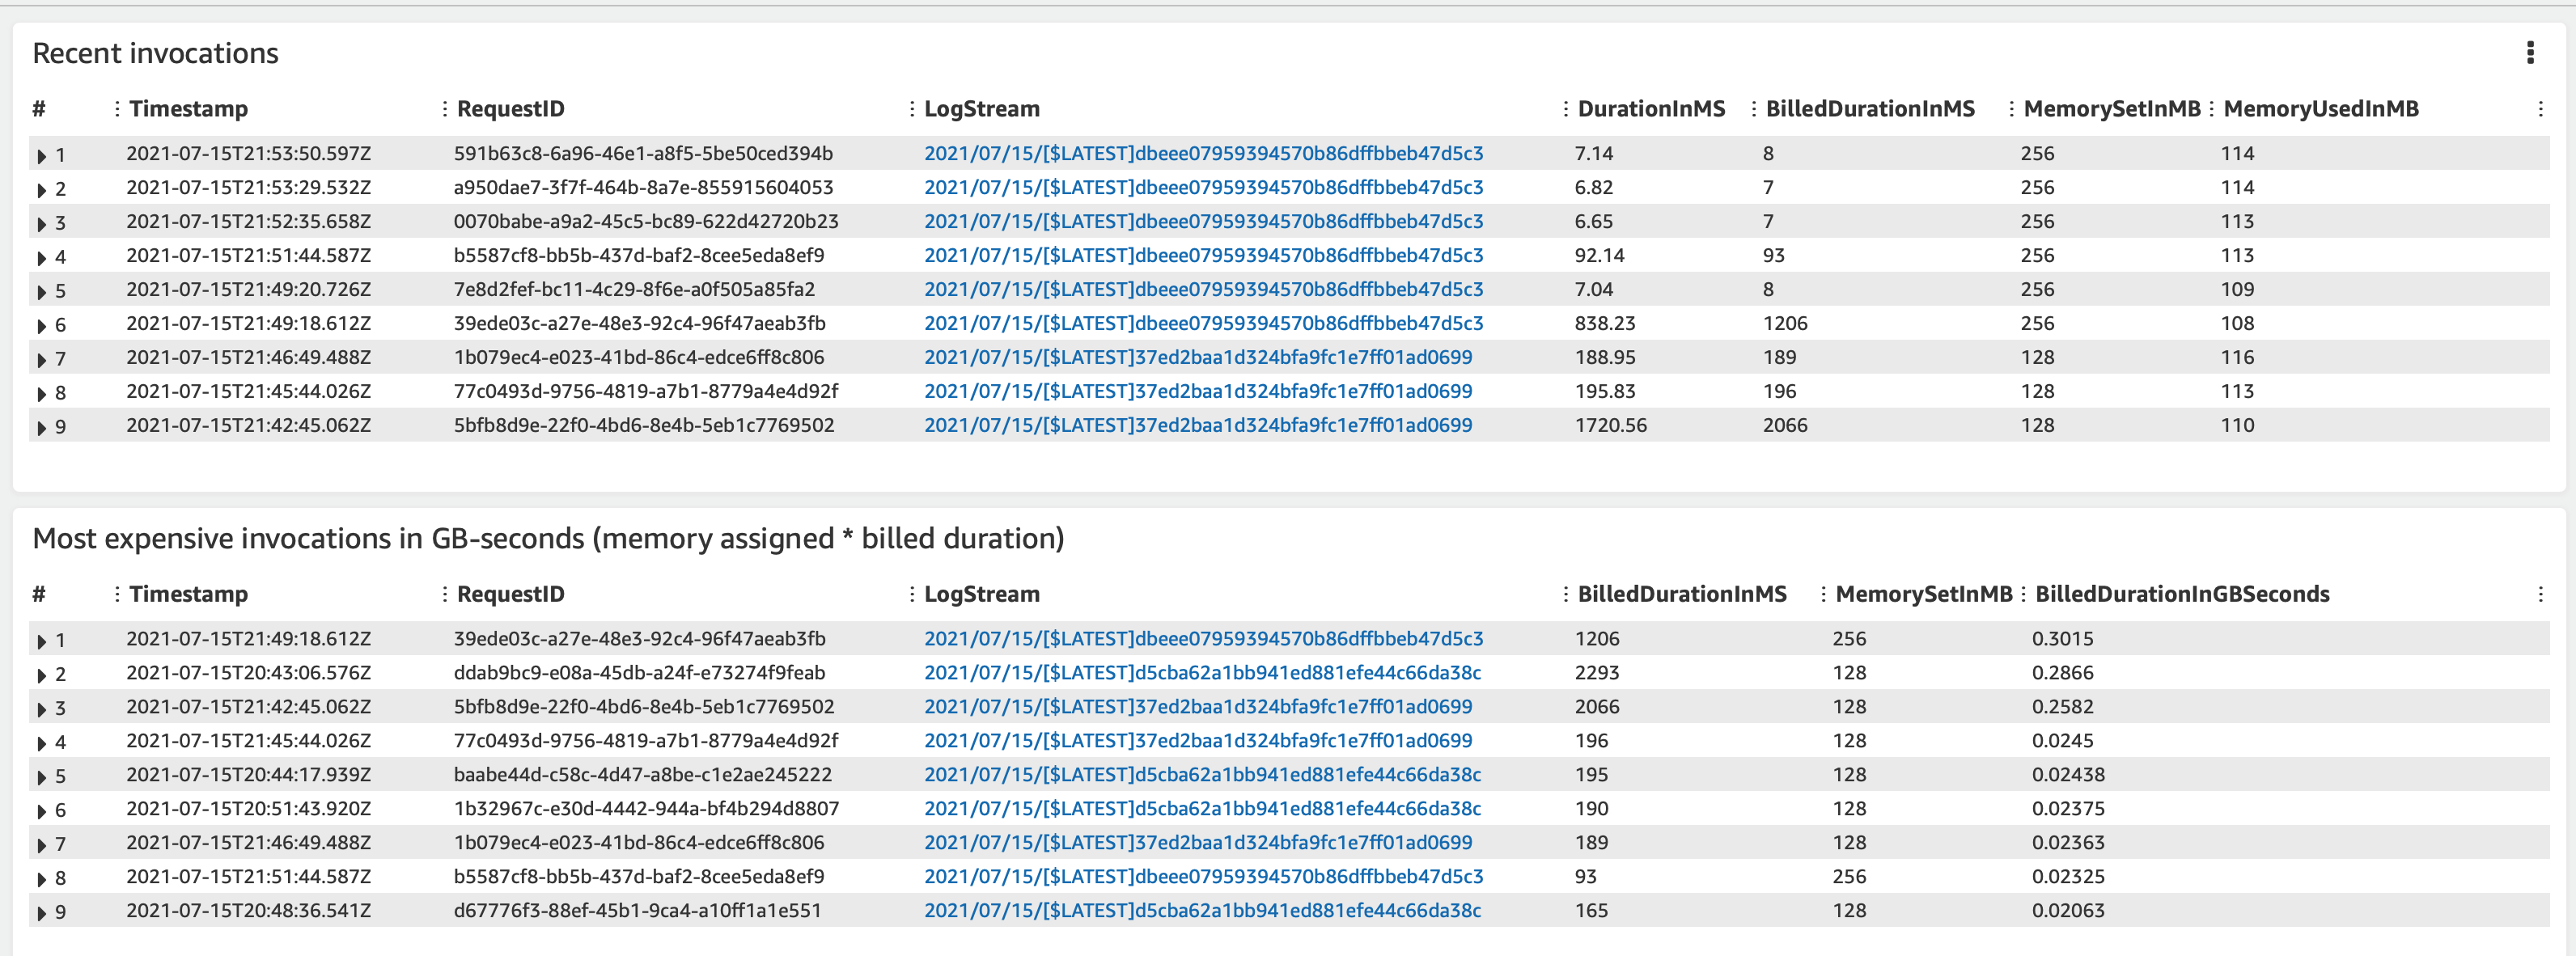 Recent invocations
# Timestamp RequestID LogStream DurationInMS BilledDurationInMS MemorySetInMB MemoryUsedInMB
1 2021-07-15T21:53:50.597Z 591b63c8-6a96-46e1-a8f5-5be50ced394b 2021/07/15/[$LATEST]dbeee07959394570b86dffbbeb47d5c3 7.14 8 256 114
2 2021-07-15T21:53:29.532Z a950dae7-3f7f-464b-8a7e-855915604053 2021/07/15/[$LATEST]dbeee07959394570b86dffbbeb47d5c3 6.82 7 256 114
3 2021-07-15T21:52:35.658Z 0070babe-a9a2-45c5-bc89-622d42720b23 2021/07/15/[$LATEST]dbeee07959394570b86dffbbeb47d5c3 6.65 7 256 113
4 2021-07-15T21:51:44.587Z b5587cf8-bb5b-437d-baf2-8cee5eda8ef9 2021/07/15/[$LATEST]dbeee07959394570b86dffbbeb47d5c3 92.14 93 256 113
5 2021-07-15T21:49:20.726Z 7e8d2fef-bc11-4c29-8f6e-a0f505a85fa2 2021/07/15/[$LATEST]dbeee07959394570b86dffbbeb47d5c3 7.04 8 256 109
6 2021-07-15T21:49:18.612Z 39ede03c-a27e-48e3-92c4-96f47aeab3fb 2021/07/15/[$LATEST]dbeee07959394570b86dffbbeb47d5c3 838.23 1206 256 108
7 2021-07-15T21:46:49.488Z 1b079ec4-e023-41bd-86c4-edce6ff8c806 2021/07/15/[$LATEST]37ed2baa1d324bfa9fc1e7ff01ad0699 188.95 189 128 116
8 2021-07-15T21:45:44.026Z 77c0493d-9756-4819-a7b1-8779a4e4d92f 2021/07/15/[$LATEST]37ed2baa1d324bfa9fc1e7ff01ad0699 195.83 196 128 113
9 2021-07-15T21:42:45.062Z 5bfb8d9e-22f0-4bd6-8e4b-5eb1c7769502 2021/07/15/[$LATEST]37ed2baa1d324bfa9fc1e7ff01ad0699 1720.56 2066 128 110
Most expensive invocations in GB-seconds (memory assigned * billed duration)
# Timestamp RequestID LogStream BilledDurationInMS MemorySetInMB BilledDurationInGBSeconds
1 2021-07-15T21:49:18.612Z 39ede03c-a27e-48e3-92c4-96f47aeab3fb 2021/07/15/[$LATEST]dbeee07959394570b86dffbbeb47d5c3 1206 256 0.3015
2 2021-07-15T20:43:06.576Z ddab9bc9-e08a-45db-a24f-e73274f9feab 2021/07/15/[$LATEST]d5cba62a1bb941ed881efe44c66da38c 2293 128 0.2866
3 2021-07-15T21:42:45.062Z 5bfb8d9e-22f0-4bd6-8e4b-5eb1c7769502 2021/07/15/[$LATEST]37ed2baa1d324bfa9fc1e7ff01ad0699 2066 128 0.2582
4 2021-07-15T21:45:44.026Z 77c0493d-9756-4819-a7b1-8779a4e4d92f 2021/07/15/[$LATEST]37ed2baa1d324bfa9fc1e7ff01ad0699 196 128 0.0245
5 2021-07-15T20:44:17.939Z baabe44d-c58c-4d47-a8be-c1e2ae245222 2021/07/15/[$LATEST]d5cba62a1bb941ed881efe44c66da38c 195 128 0.02438
6 2021-07-15T20:51:43.920Z 1b32967c-e30d-4442-944a-bf4b294d8807 2021/07/15/[$LATEST]d5cba62a1bb941ed881efe44c66da38c 190 128 0.02375
7 2021-07-15T21:46:49.488Z 1b079ec4-e023-41bd-86c4-edce6ff8c806 2021/07/15/[$LATEST]37ed2baa1d324bfa9fc1e7ff01ad0699 189 128 0.02363
8 2021-07-15T21:51:44.587Z b5587cf8-bb5b-437d-baf2-8cee5eda8ef9 2021/07/15/[$LATEST]dbeee07959394570b86dffbbeb47d5c3 93 256 0.02325
9 2021-07-15T20:48:36.541Z d67776f3-88ef-45b1-9ca4-a10ff1a1e551 2021/07/15/[$LATEST]d5cba62a1bb941ed881efe44c66da38c 165 128 0.02063